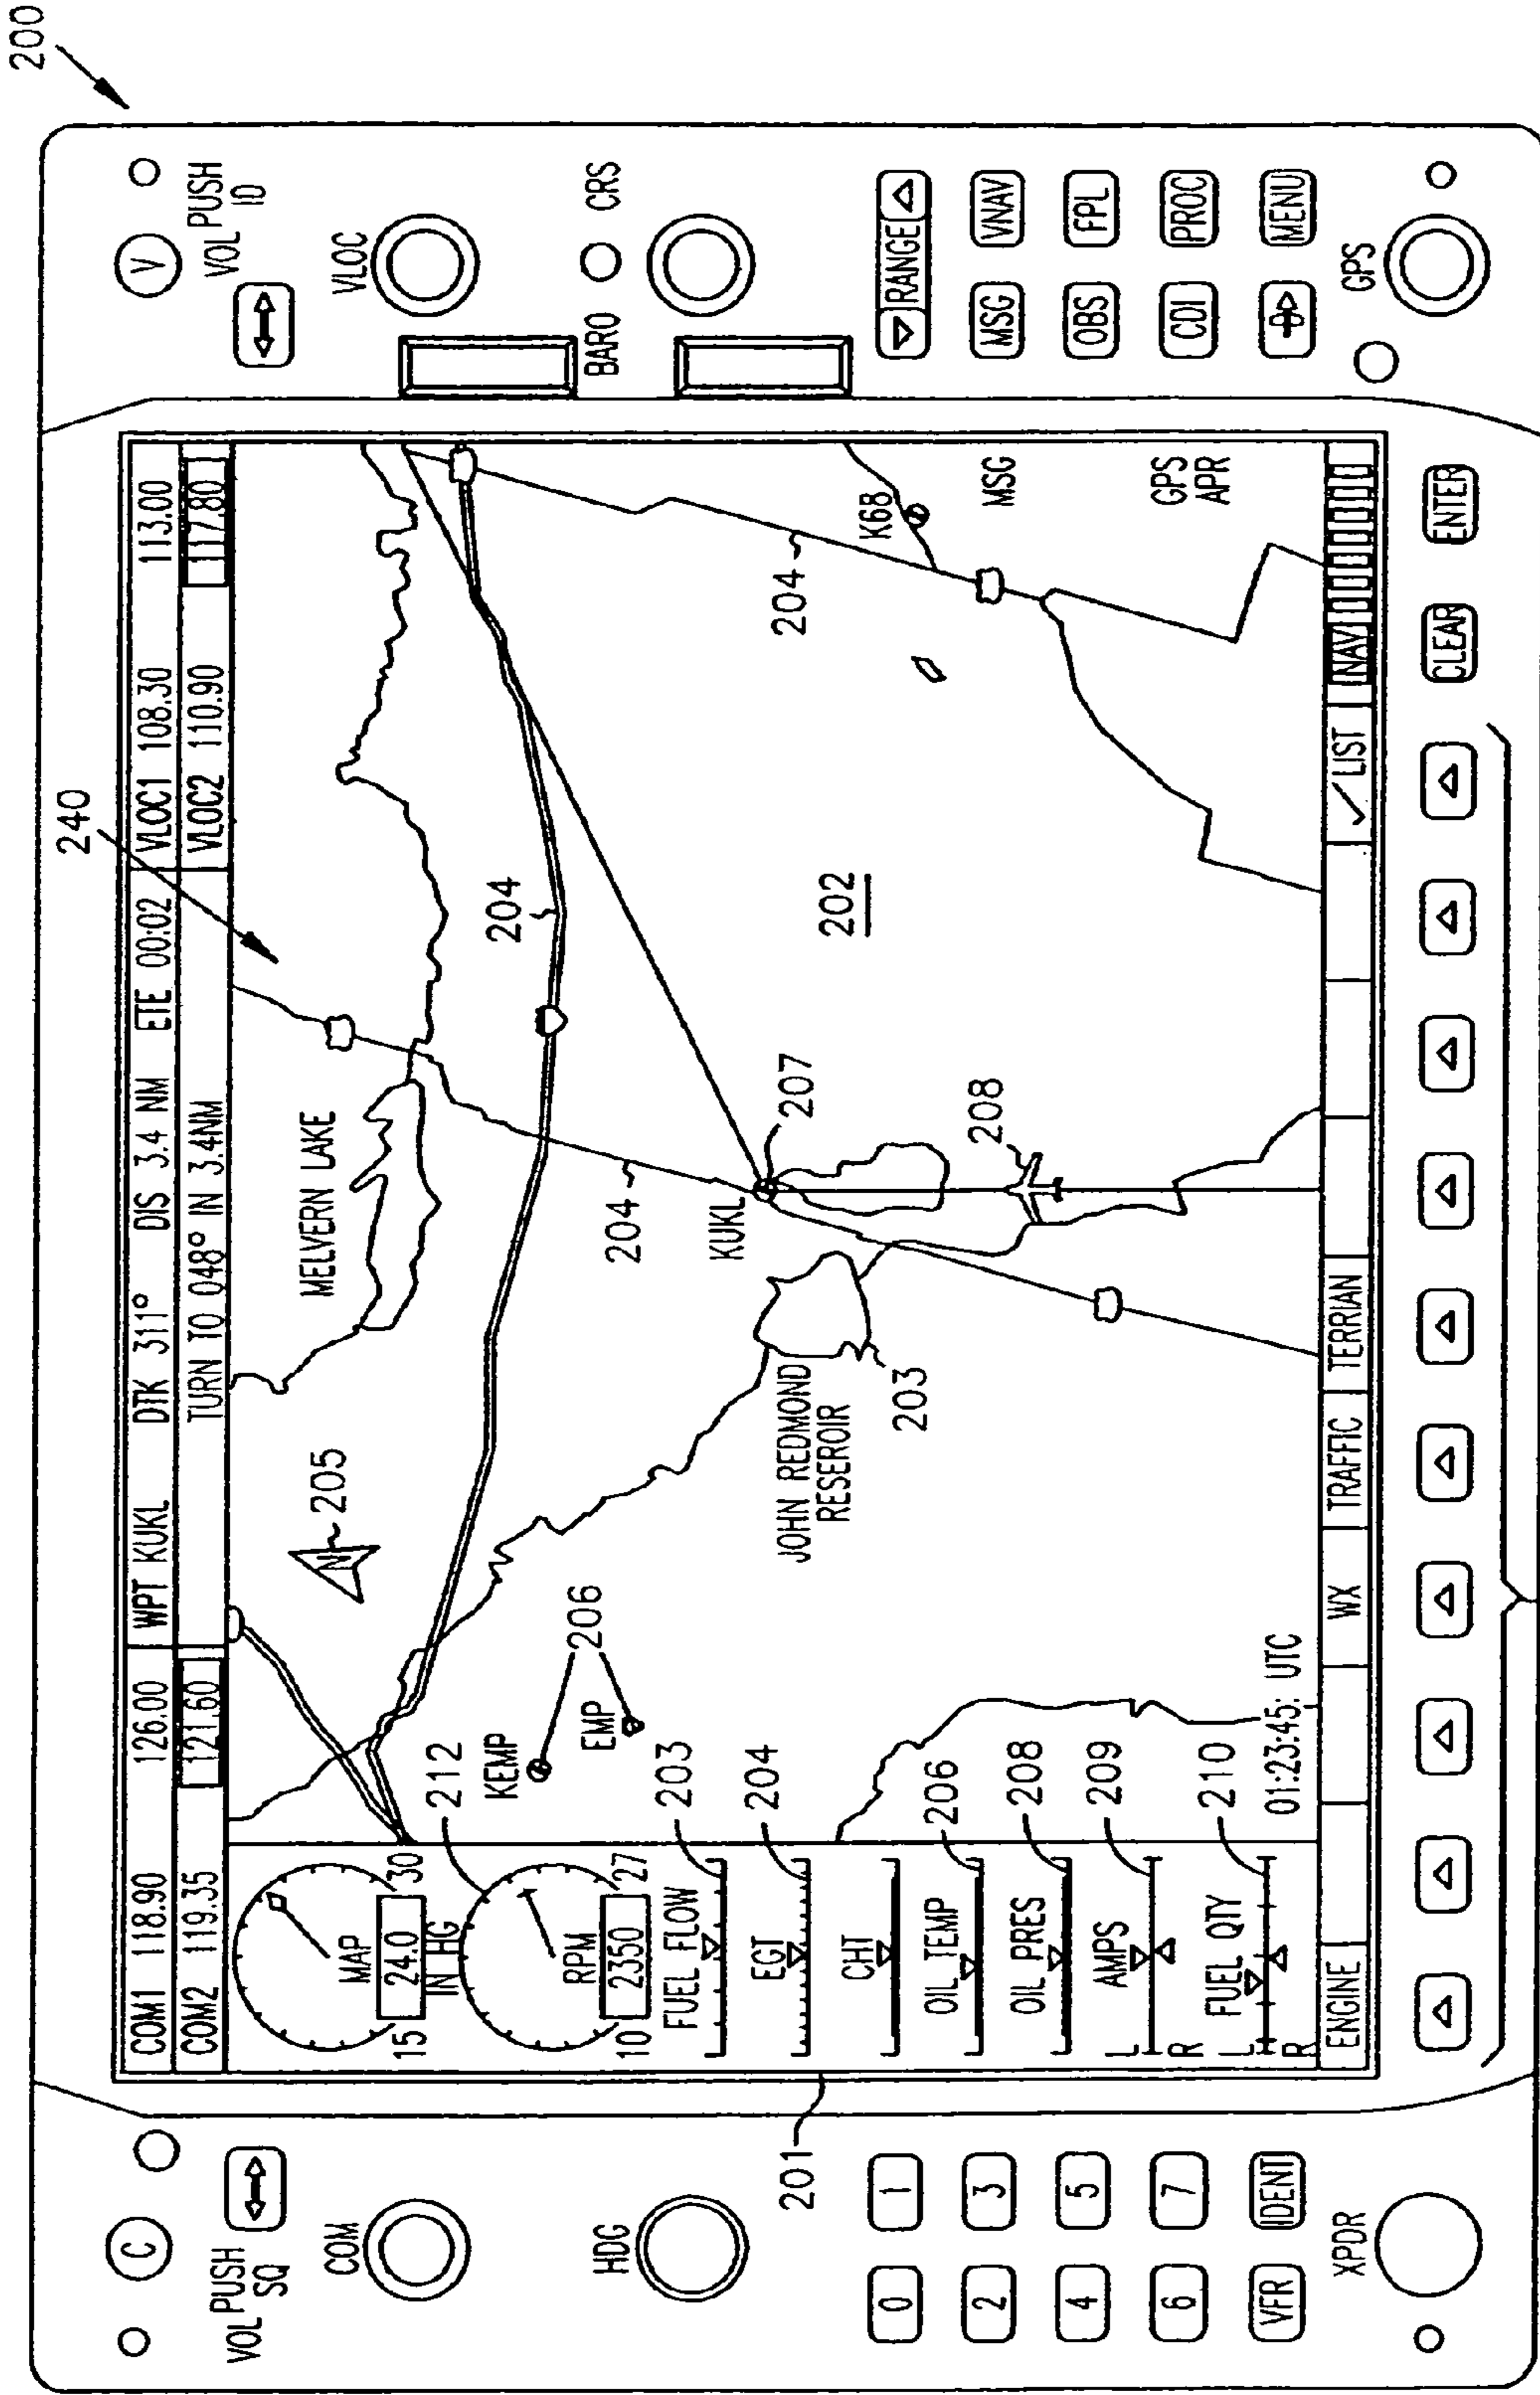 200
240
C
VOL PUSH
SQ
COM
HDG
201
0 1
2 3
4 5
6 7
VFR IDENT
XPDR
COM1 118.90 126.00 WPT KUKL DTK 311° DIS 3.4 NM ETE 00:02 VLOC1 108.30 113.00
COM2 119.35 121.60 TURN TO 048° IN 3.4NM VLOC2 110.90 117.80
MAP
24.0
15 30
IN HG
212
RPM
2350
10 27
FUEL FLOW
203
EGT
204
CHT
OIL TEMP
206
OIL PRES
208
AMPS
209
L
R
FUEL QTY
210
L
R
N
205
KEMP
EMP
206
MELVERN LAKE
204
204
KUKL
207
JOHN REDMOND
RESEROIR
203
208
202
204
K68
MSG
GPS
APR
01:23:45: UTC
ENGINE WX TRAFFIC TERRIAN LIST NAV
CLEAR ENTER
V
VOL PUSH
ID
VLOC
BARO CRS
RANGE
MSG VNAV
OBS FPL
CDI PROC
MENU
GPS